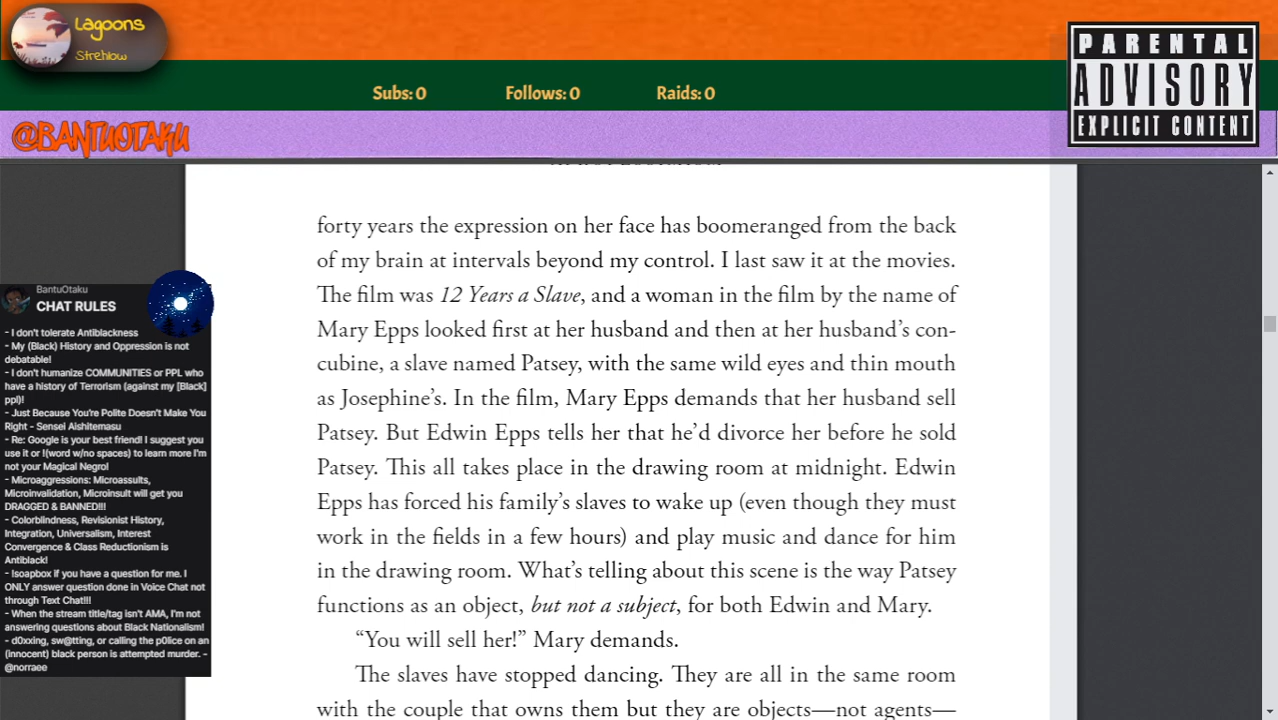 Lagoons
Strehlow
PARENTAL
ADVISORY
EXPLICIT CONTENT
Subs: 0 Follows: 0 Raids: 0
@BANTUOTAKU
forty years the expression on her face has boomeranged from the back
of my brain at intervals beyond my control. I last saw it at the movies.
The film was 12 Years a Slave, and a woman in the film by the name of
Mary Epps looked first at her husband and then at her husband's con-
cubine, a slave named Patsey, with the same wild eyes and thin mouth
as Josephine's. In the film, Mary Epps demands that her husband sell
Patsey. But Edwin Epps tells her that he'd divorce her before he sold
Patsey. This all takes place in the drawing room at midnight. Edwin
Epps has forced his family's slaves to wake up (even though they must
work in the fields in a few hours) and play music and dance for him
in the drawing room. What's telling about this scene is the way Patsey
functions as an object, but not a subject, for both Edwin and Mary.
“You will sell her!” Mary demands.
The slaves have stopped dancing. They are all in the same room
with the couple that owns them but they are objects—not agents—
BantuOtaku
CHAT RULES
- I don't tolerate Antiblackness
- My (Black) History and Oppression is not
debatable!
- I don't humanize COMMUNITIES or PPL who
have a history of Terrorism (against my [Black]
ppl)!
- Just Because You're Polite Doesn't Make You
Right - Sensei Aishitemasu
- Re: Google is your best friend! I suggest you
use it or !(word w/no spaces) to learn more I'm
not your Magical Negro!
- Microaggressions: Microassults,
Microinvalidation, Microinsult will get you
DRAGGED & BANNED!!!
- Colorblindness, Revisionist History,
Integration, Universalism, Interest
Convergence & Class Reductionism is
Antiblack!
- !soapbox if you have a question for me. I
ONLY answer question done in Voice Chat not
through Text Chat!!!
- When the stream title/tag isn't AMA, I'm not
answering questions about Black Nationalism!
- d0xxing, sw@tting, or calling the p0lice on an
(innocent) black person is attempted murder. -
@norraee